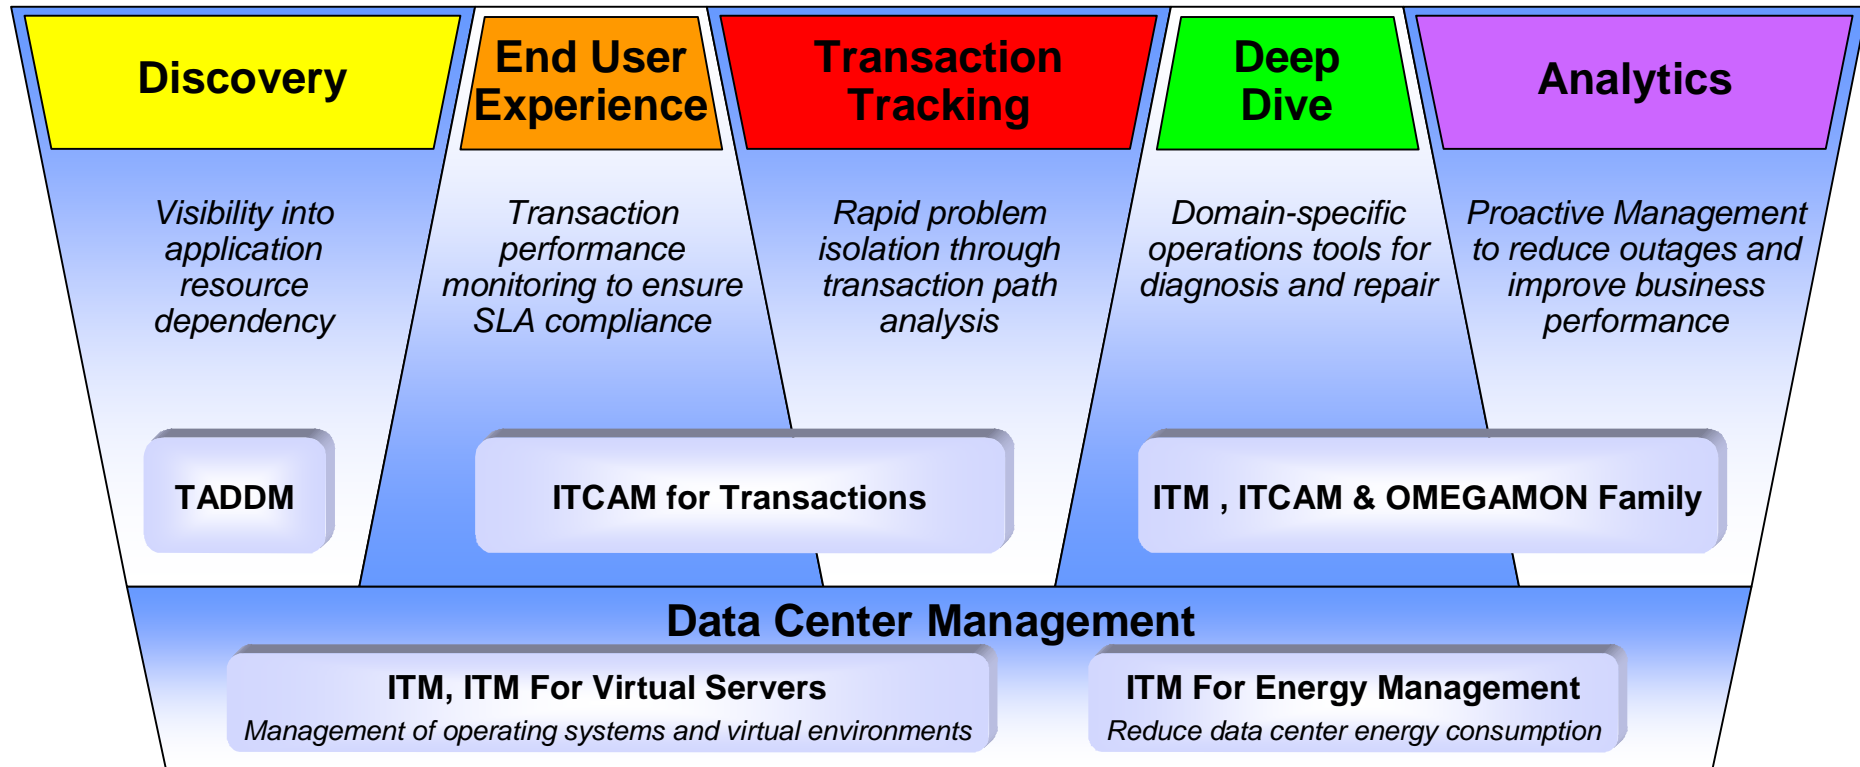 Discovery
End User
Experience
Transaction
Tracking
Deep
Dive
Analytics
Visibility into
application
resource
dependency
Transaction
performance
monitoring to ensure
SLA compliance
Rapid problem
isolation through
transaction path
analysis
Domain-specific
operations tools for
diagnosis and repair
Proactive Management
to reduce outages and
improve business
performance
TADDM
ITCAM for Transactions
ITM , ITCAM & OMEGAMON Family
Data Center Management
ITM, ITM For Virtual Servers
Management of operating systems and virtual environments
ITM For Energy Management
Reduce data center energy consumption